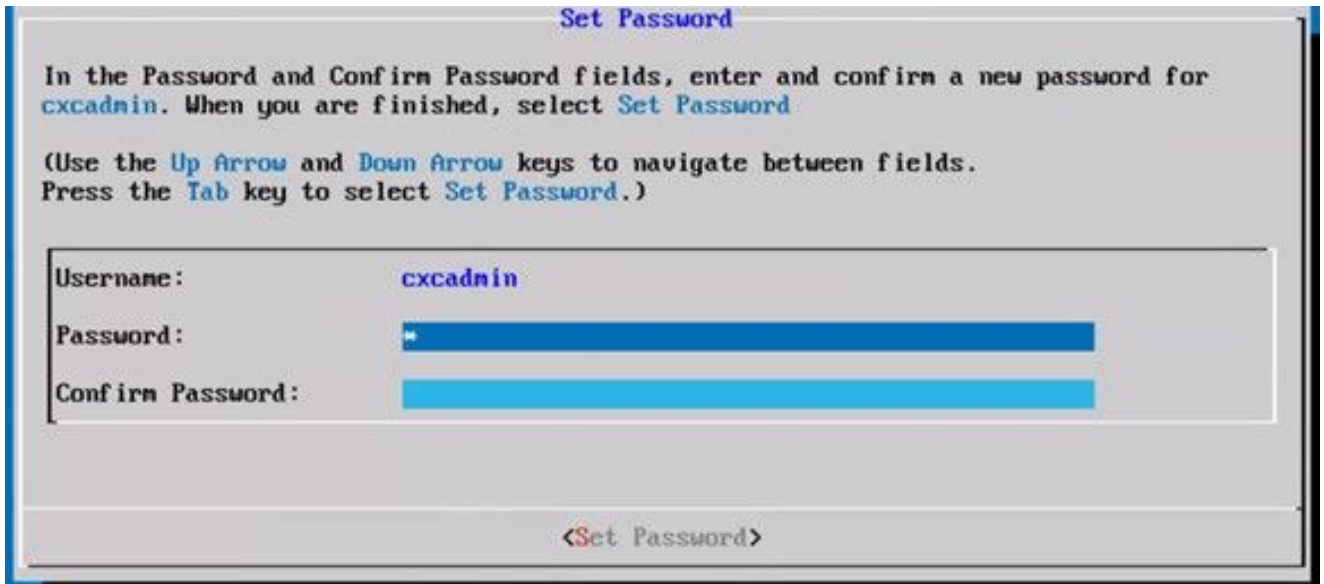 Set Password
In the Password and Confirm Password fields, enter and confirm a new password for
cxcadmin. When you are finished, select Set Password
(Use the Up Arrow and Down Arrow keys to navigate between fields.
Press the Tab key to select Set Password.)
Username: cxcadmin
Password: *
Confirm Password:
<Set Password>